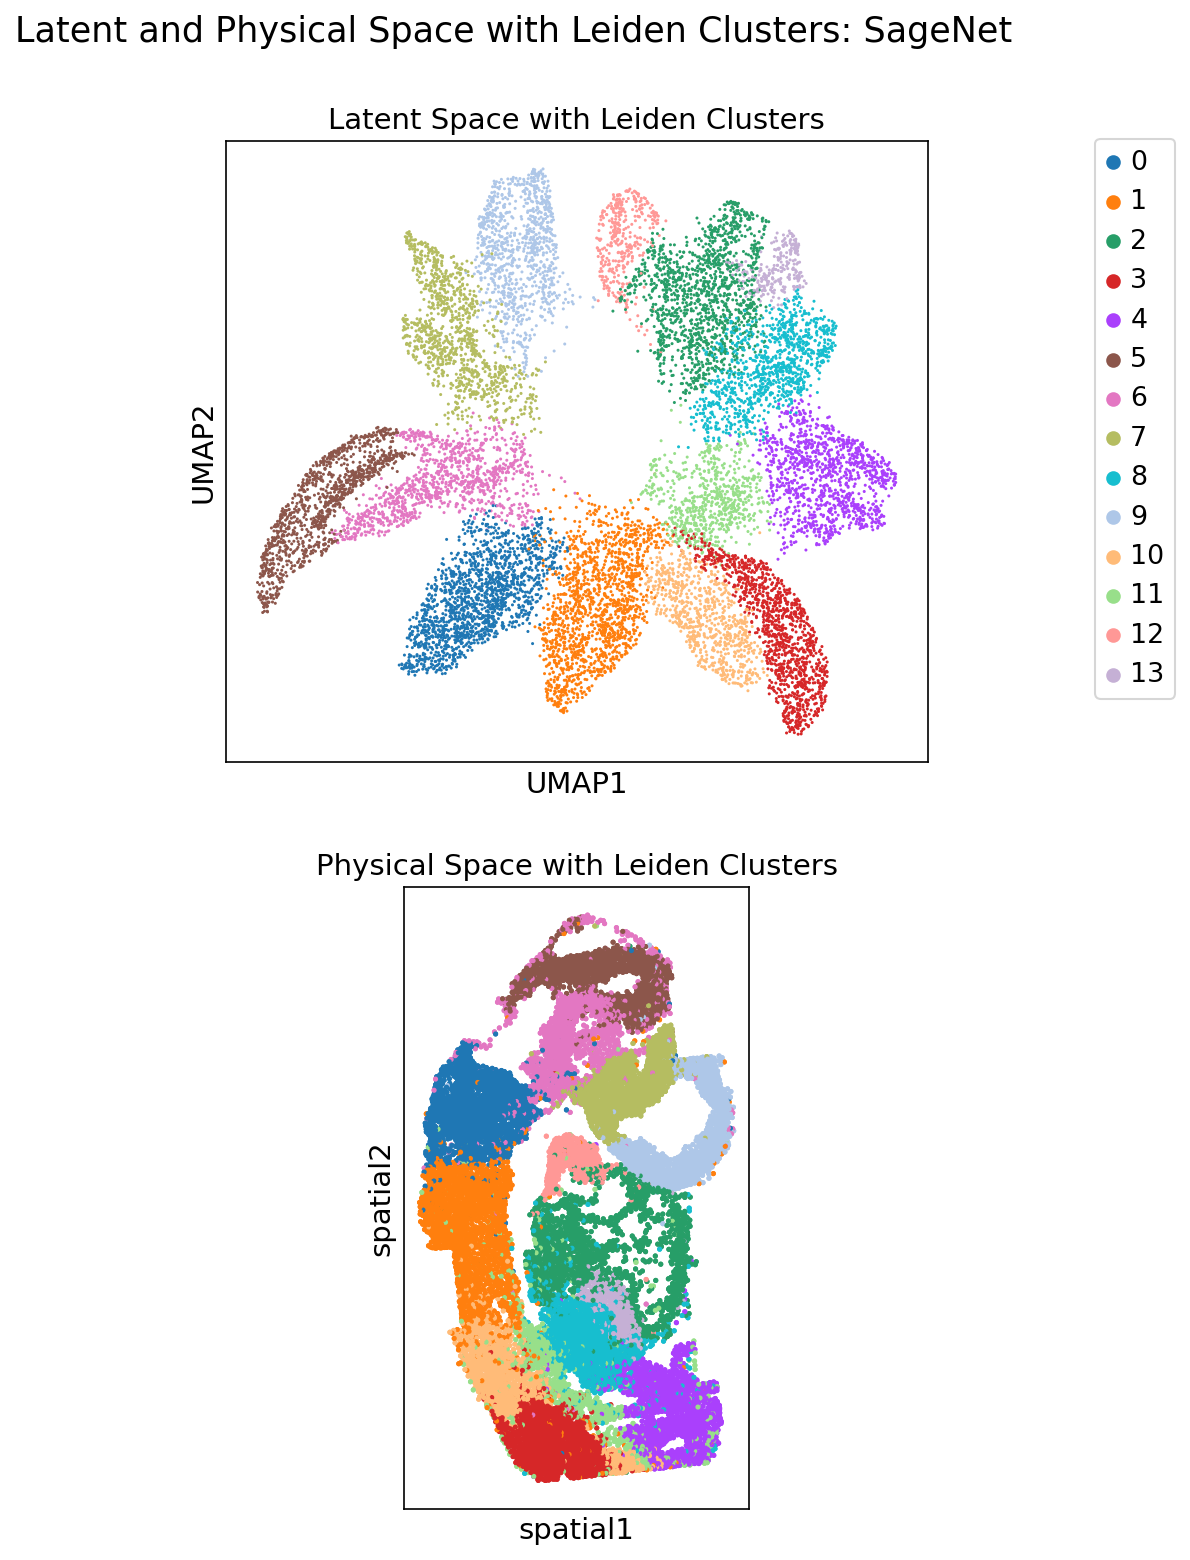 Latent and Physical Space with Leiden Clusters: SageNet
Latent Space with Leiden Clusters
0
1
2
3
4
5
6
7
8
9
10
11
12
13
UMAP2
UMAP1
Physical Space with Leiden Clusters
spatial2
spatial1